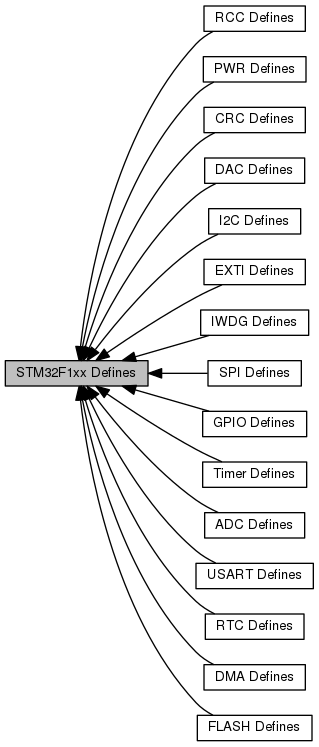 RCC Defines
PWR Defines
CRC Defines
DAC Defines
I2C Defines
EXTI Defines
IWDG Defines
STM32F1xx Defines
SPI Defines
GPIO Defines
Timer Defines
ADC Defines
USART Defines
RTC Defines
DMA Defines
FLASH Defines